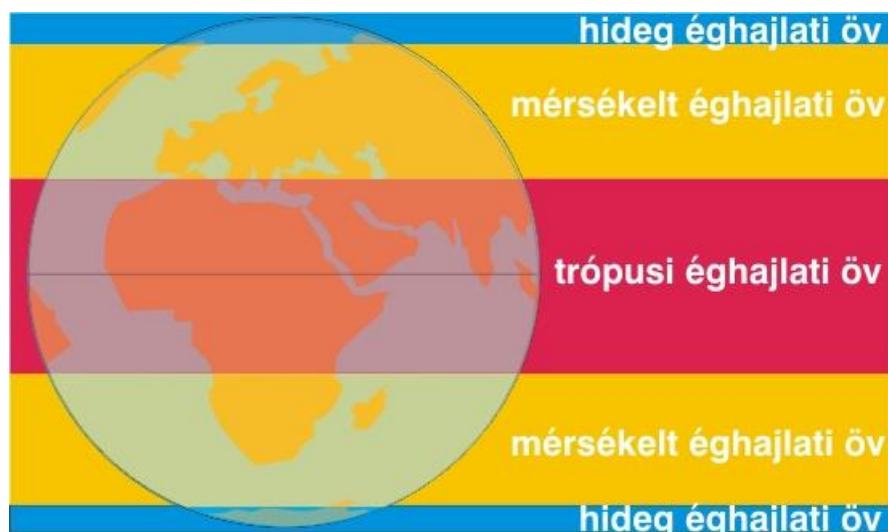 hideg éghajlati öv
mérsékelt éghajlati öv
trópusi éghajlati öv
mérsékelt éghajlati öv
hideg éghajlati öv